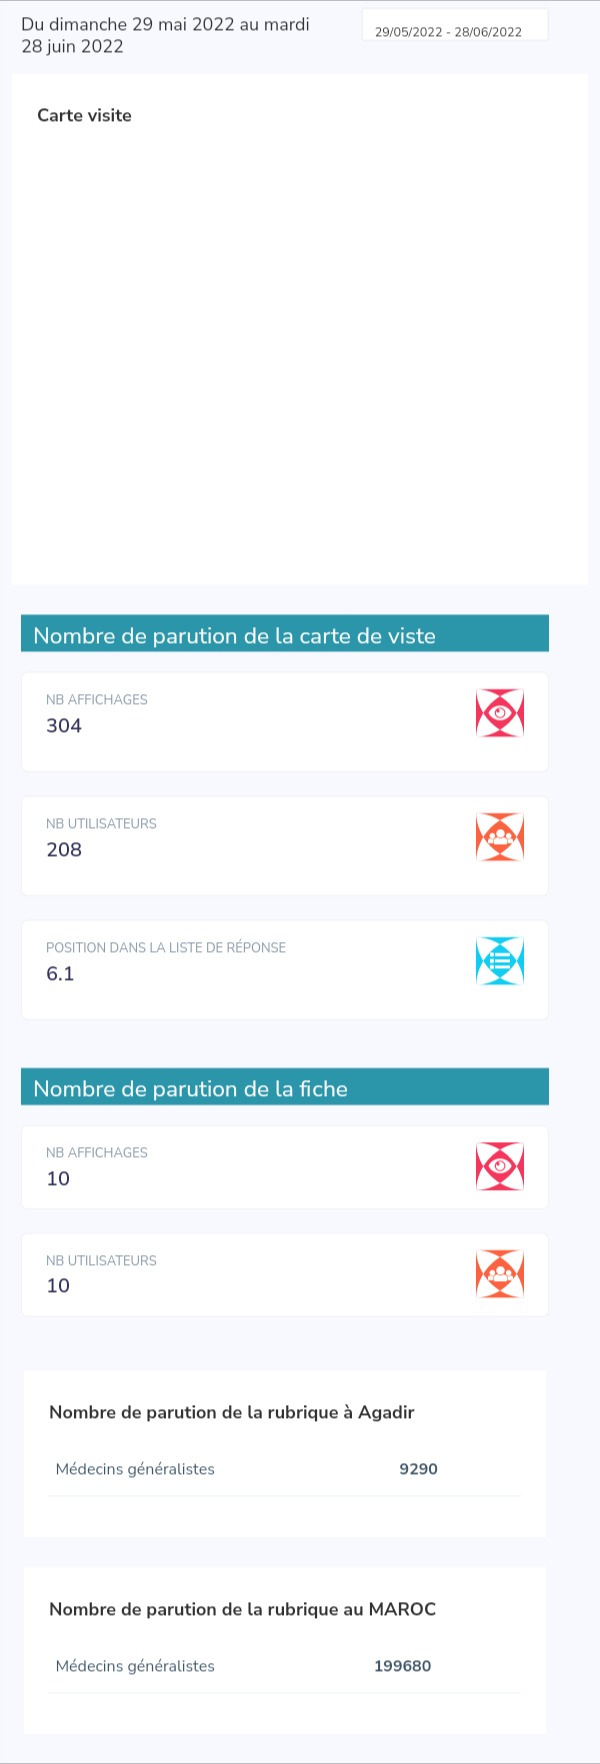 Du dimanche 29 mai 2022 au mardi
28 juin 2022
29/05/2022 - 28/06/2022
Carte visite
Nombre de parution de la carte de viste
NB AFFICHAGES
304
NB UTILISATEURS
208
POSITION DANS LA LISTE DE RÉPONSE
6.1
Nombre de parution de la fiche
NB AFFICHAGES
10
NB UTILISATEURS
10
Nombre de parution de la rubrique à Agadir
Médecins généralistes 9290
Nombre de parution de la rubrique au MAROC
Médecins généralistes 199680